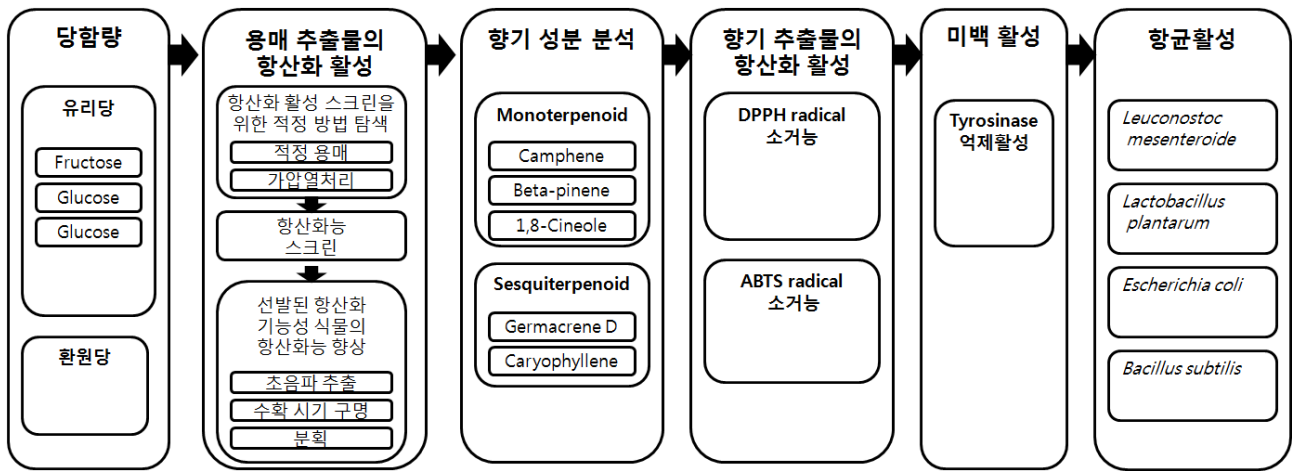 당함량
유리당
Fructose
Glucose
Glucose
환원당
용매 추출물의
항산화 활성
항산화 활성 스크린을
위한 적정 방법 탐색
적정 용매
가압열처리
항산화능
스크린
선발된 항산화
기능성 식물의
항산화능 향상
초음파 추출
수확 시기 구명
분획
향기 성분 분석
Monoterpenoid
Camphene
Beta-pinene
1,8-Cineole
Sesquiterpenoid
Germacrene D
Caryophyllene
향기 추출물의
항산화 활성
DPPH radical
소거능
ABTS radical
소거능
미백 활성
Tyrosinase
억제활성
항균활성
Leuconostoc
mesenteroide
Lactobacillus
plantarum
Escherichia coli
Bacillus subtilis